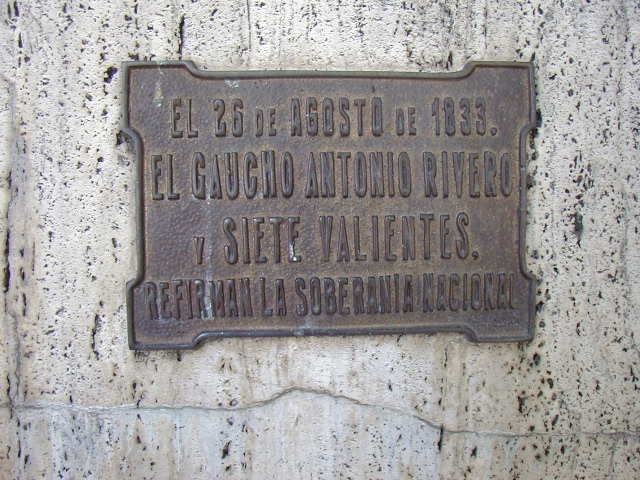 EL 26 DE AGOSTO DE 1833.
EL GAUCHO ANTONIO RIVERO
Y SIETE VALIENTES.
REFIRMAN LA SOBERANIA NACIONAL